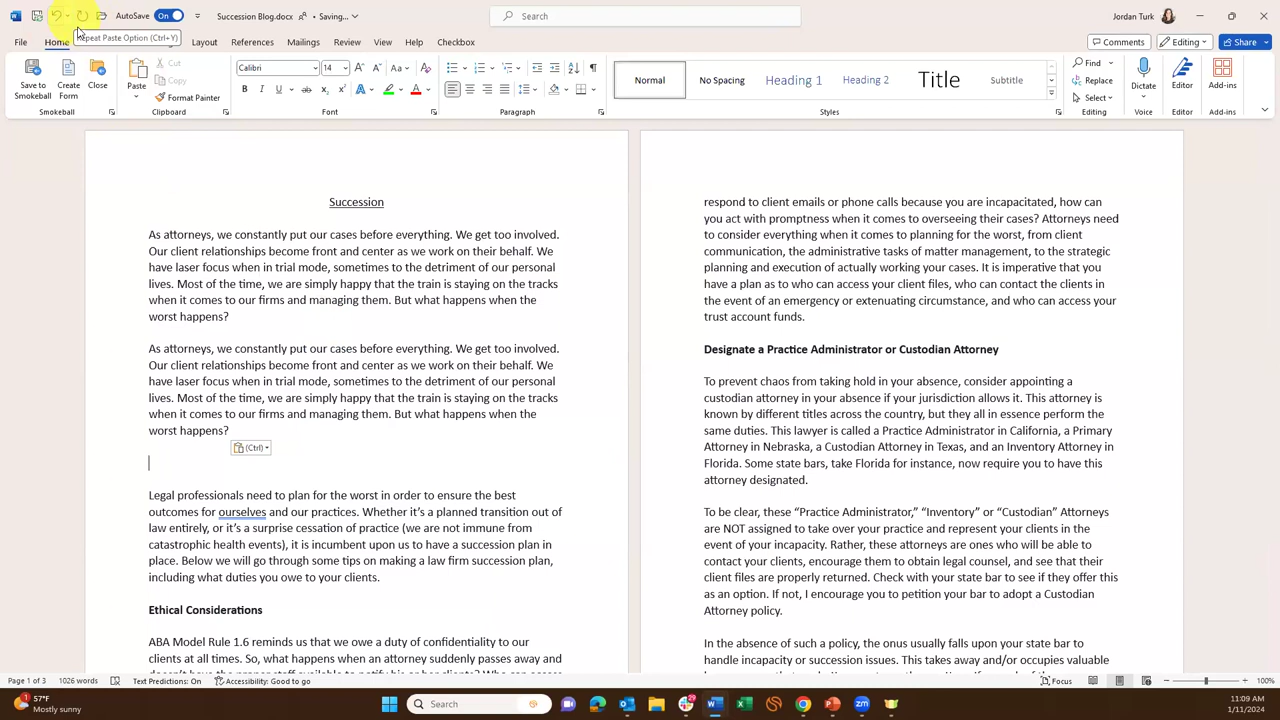 AutoSave On Succession Blog.docx • Saving... Search Jordan Turk
Repeat Paste Option (Ctrl+Y)
File Home Layout References Mailings Review View Help Checkbox Comments Editing Share
Save to Smokeball Create Form Close Paste Cut Copy Format Painter Calibri 14 Normal No Spacing Heading 1 Heading 2 Title Subtitle Find Replace Select Dictate Editor Add-ins
Smokeball Clipboard Font Paragraph Styles Editing Voice Editor Add-ins
Succession
As attorneys, we constantly put our cases before everything. We get too involved.
Our client relationships become front and center as we work on their behalf. We
have laser focus when in trial mode, sometimes to the detriment of our personal
lives. Most of the time, we are simply happy that the train is staying on the tracks
when it comes to our firms and managing them. But what happens when the
worst happens?
As attorneys, we constantly put our cases before everything. We get too involved.
Our client relationships become front and center as we work on their behalf. We
have laser focus when in trial mode, sometimes to the detriment of our personal
lives. Most of the time, we are simply happy that the train is staying on the tracks
when it comes to our firms and managing them. But what happens when the
worst happens?
(Ctrl)
Legal professionals need to plan for the worst in order to ensure the best
outcomes for ourselves and our practices. Whether it's a planned transition out of
law entirely, or it's a surprise cessation of practice (we are not immune from
catastrophic health events), it is incumbent upon us to have a succession plan in
place. Below we will go through some tips on making a law firm succession plan,
including what duties you owe to your clients.
Ethical Considerations
ABA Model Rule 1.6 reminds us that we owe a duty of confidentiality to our
clients at all times. So, what happens when an attorney suddenly passes away and
respond to client emails or phone calls because you are incapacitated, how can
you act with promptness when it comes to overseeing their cases? Attorneys need
to consider everything when it comes to planning for the worst, from client
communication, the administrative tasks of matter management, to the strategic
planning and execution of actually working your cases. It is imperative that you
have a plan as to who can access your client files, who can contact the clients in
the event of an emergency or extenuating circumstance, and who can access your
trust account funds.
Designate a Practice Administrator or Custodian Attorney
To prevent chaos from taking hold in your absence, consider appointing a
custodian attorney in your absence if your jurisdiction allows it. This attorney is
known by different titles across the country, but they all in essence perform the
same duties. This lawyer is called a Practice Administrator in California, a Primary
Attorney in Nebraska, a Custodian Attorney in Texas, and an Inventory Attorney in
Florida. Some state bars, take Florida for instance, now require you to have this
attorney designated.
To be clear, these “Practice Administrator,” “Inventory” or “Custodian” Attorneys
are NOT assigned to take over your practice and represent your clients in the
event of your incapacity. Rather, these attorneys are ones who will be able to
contact your clients, encourage them to obtain legal counsel, and see that their
client files are properly returned. Check with your state bar to see if they offer this
as an option. If not, I encourage you to petition your bar to adopt a Custodian
Attorney policy.
In the absence of such a policy, the onus usually falls upon your state bar to
handle incapacity or succession issues. This takes away and/or occupies valuable
Page 1 of 3 1026 words Text Predictions: On Accessibility: Good to go Focus 100%
57°F
Mostly sunny
Search
11:09 AM
1/11/2024